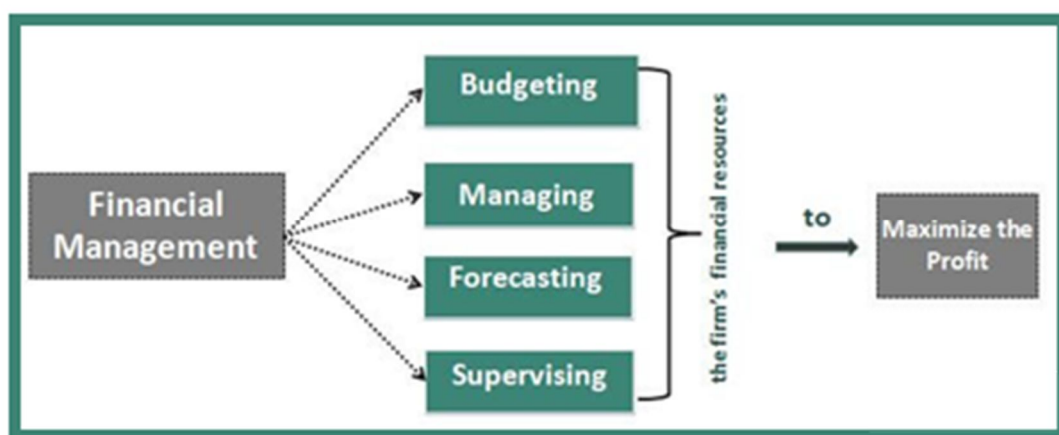 Financial
Management
Budgeting
Managing
Forecasting
Supervising
the firm's financial resources
to
Maximize the
Profit